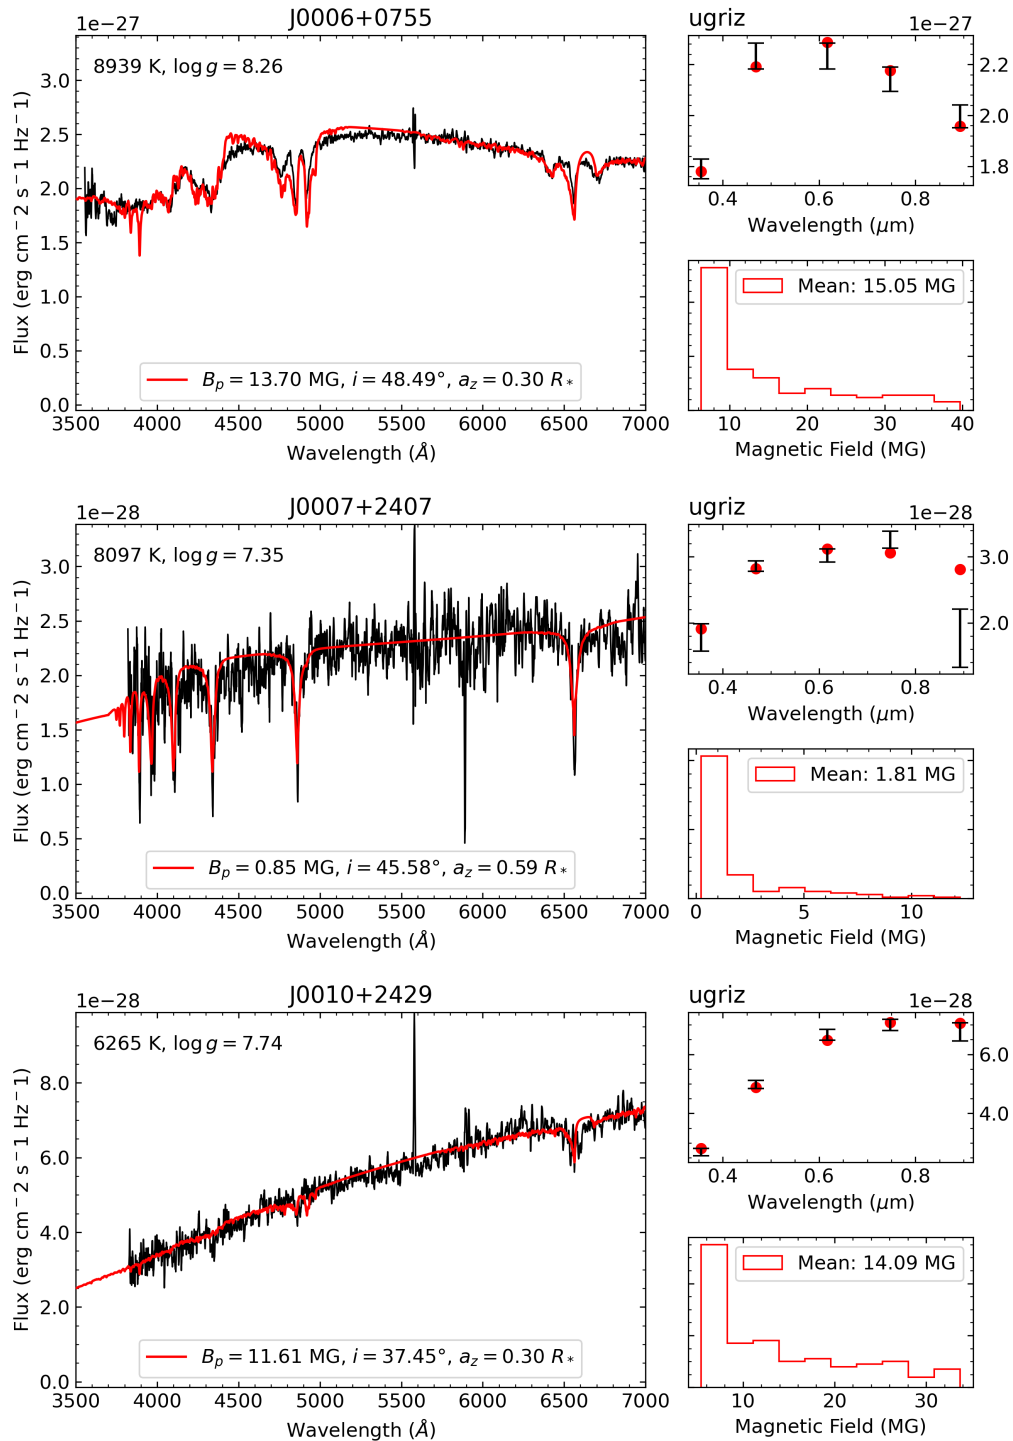 J0006+0755
1e−27
8939 K, log g = 8.26
3.0
2.5
2.0
1.5
1.0
0.5
0.0
Flux (erg cm−2 s−1 Hz−1)
B_p = 13.70 MG, i = 48.49°, a_z = 0.30 R_*
3500 4000 4500 5000 5500 6000 6500 7000
Wavelength (Å)
ugriz 1e−27
2.2
2.0
1.8
0.4 0.6 0.8
Wavelength (μm)
Mean: 15.05 MG
10 20 30 40
Magnetic Field (MG)
J0007+2407
1e−28
8097 K, log g = 7.35
3.0
2.5
2.0
1.5
1.0
0.5
0.0
Flux (erg cm−2 s−1 Hz−1)
B_p = 0.85 MG, i = 45.58°, a_z = 0.59 R_*
3500 4000 4500 5000 5500 6000 6500 7000
Wavelength (Å)
ugriz 1e−28
3.0
2.0
0.4 0.6 0.8
Wavelength (μm)
Mean: 1.81 MG
0 5 10
Magnetic Field (MG)
J0010+2429
1e−28
6265 K, log g = 7.74
8.0
6.0
4.0
2.0
0.0
Flux (erg cm−2 s−1 Hz−1)
B_p = 11.61 MG, i = 37.45°, a_z = 0.30 R_*
3500 4000 4500 5000 5500 6000 6500 7000
Wavelength (Å)
ugriz 1e−28
6.0
4.0
0.4 0.6 0.8
Wavelength (μm)
Mean: 14.09 MG
10 20 30
Magnetic Field (MG)